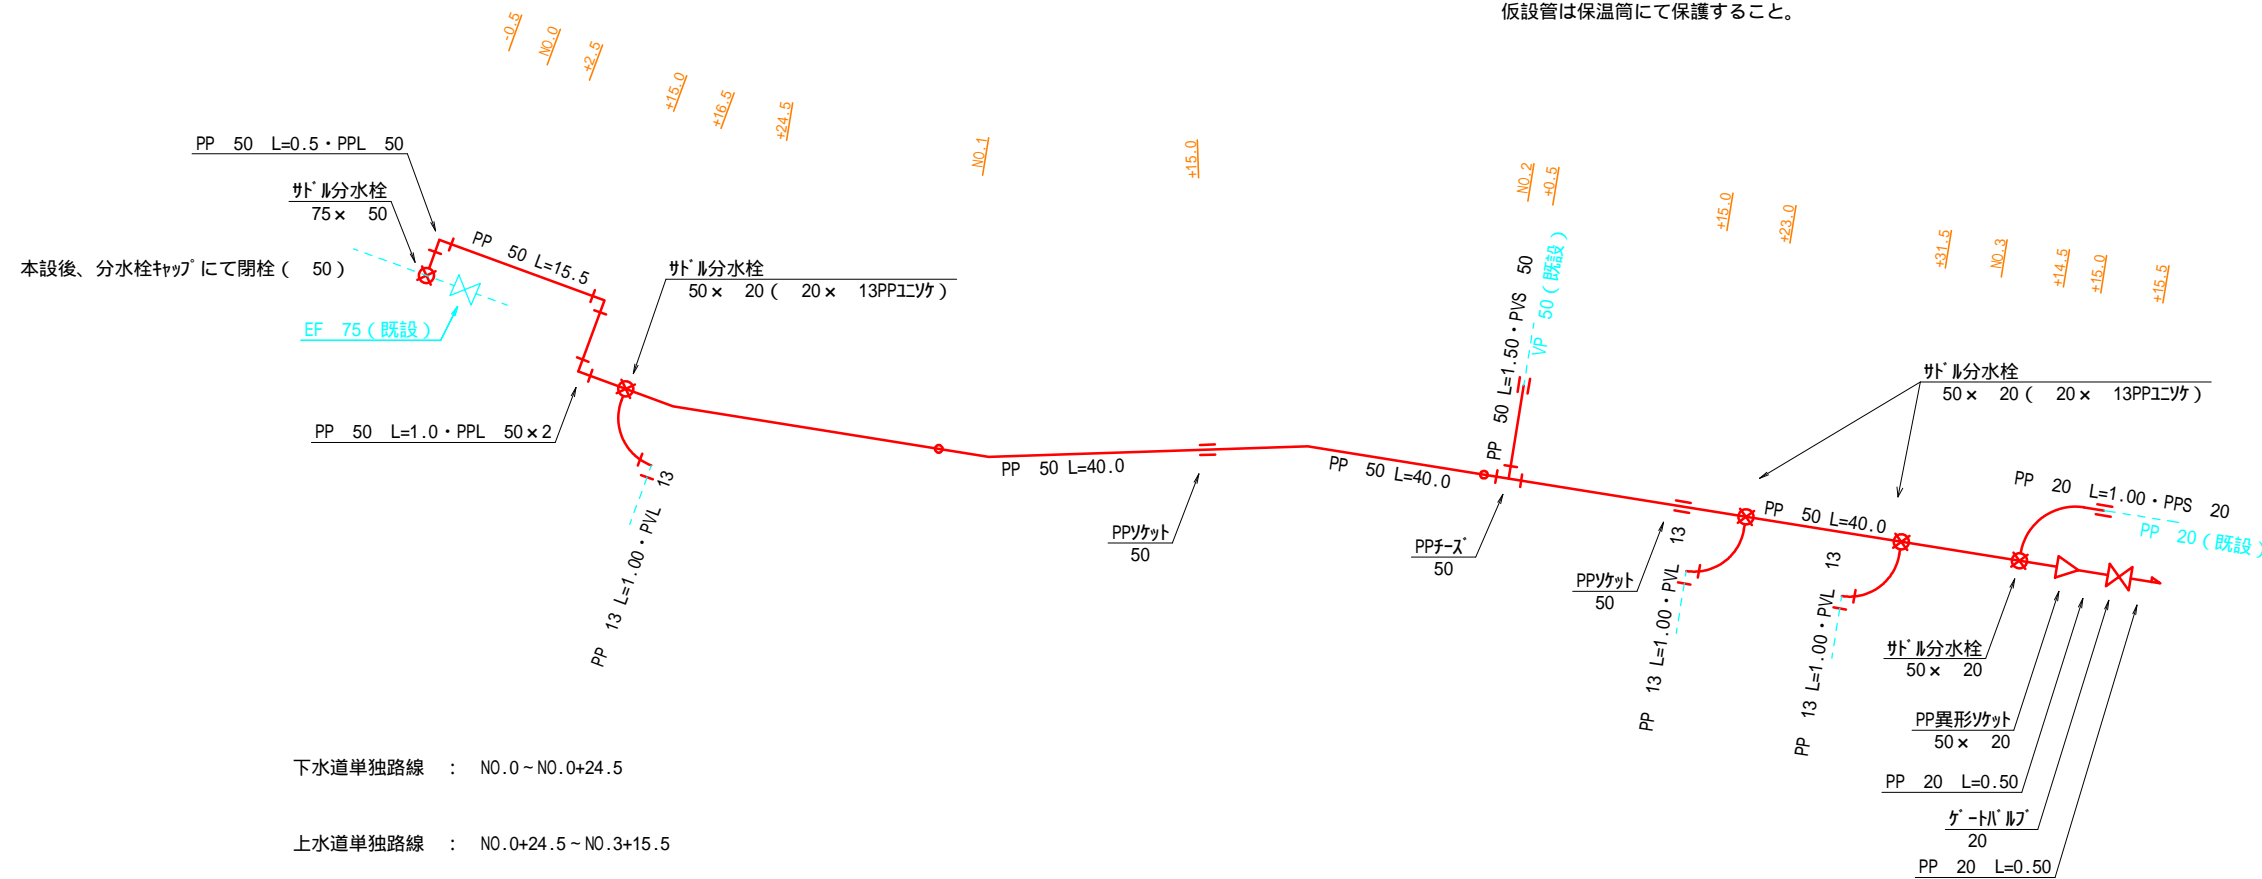 仮設管は保温筒にて保護すること。
-0.5
NO.0
+2.5
+15.0
+16.5
+24.5
NO.1
+15.0
NO.2
+0.5
+15.0
+23.0
+31.5
NO.3
+14.5
+15.0
+15.5
PP 50 L=0.5・PPL 50
ｻﾄﾞﾙ分水栓
75× 50
本設後、分水栓ｷｬｯﾌﾟにて閉栓( 50)
EF 75(既設)
PP 50 L=15.5
ｻﾄﾞﾙ分水栓
50× 20( 20× 13PPﾕﾆｿｹ)
PP 50 L=1.0・PPL 50×2
PP 13 L=1.00・PVL 13
PP 50 L=40.0
PPｿｹｯﾄ
50
PP 50 L=40.0
PP 50 L=1.50・PVS 50
VP 50(既設)
PPﾁｰｽﾞ
50
PPｿｹｯﾄ
50
PP 50 L=40.0
PP 13 L=1.00・PVL 13
PP 13 L=1.00・PVL 13
ｻﾄﾞﾙ分水栓
50× 20( 20× 13PPﾕﾆｿｹ)
PP 20 L=1.00・PPS 20
PP 20(既設)
ｻﾄﾞﾙ分水栓
50× 20
PP異形ｿｹｯﾄ
50× 20
PP 20 L=0.50
ｹﾞｰﾄﾊﾞﾙﾌﾞ
20
PP 20 L=0.50
下水道単独路線 : NO.0~NO.0+24.5
上水道単独路線 : NO.0+24.5~NO.3+15.5